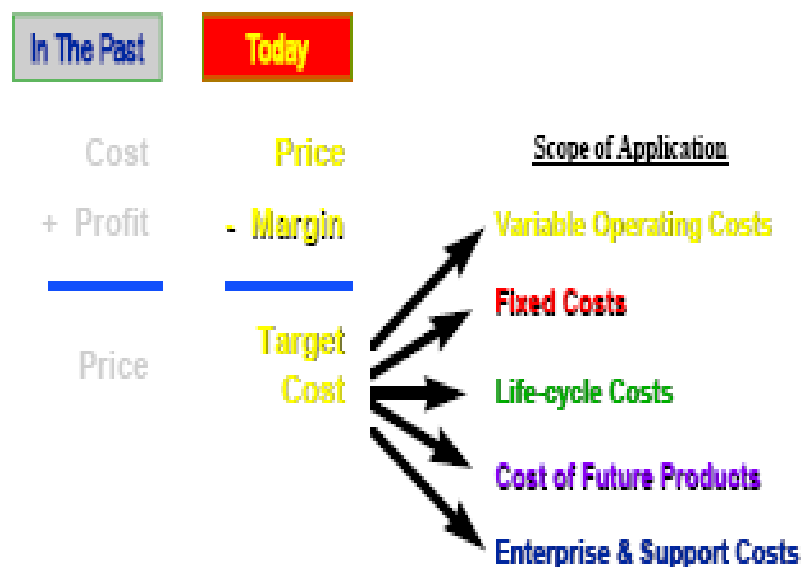 In The Past
Today
Cost
+ Profit
Price
Price
- Margin
Target
Cost
Scope of Application
Variable Operating Costs
Fixed Costs
Life-cycle Costs
Cost of Future Products
Enterprise & Support Costs